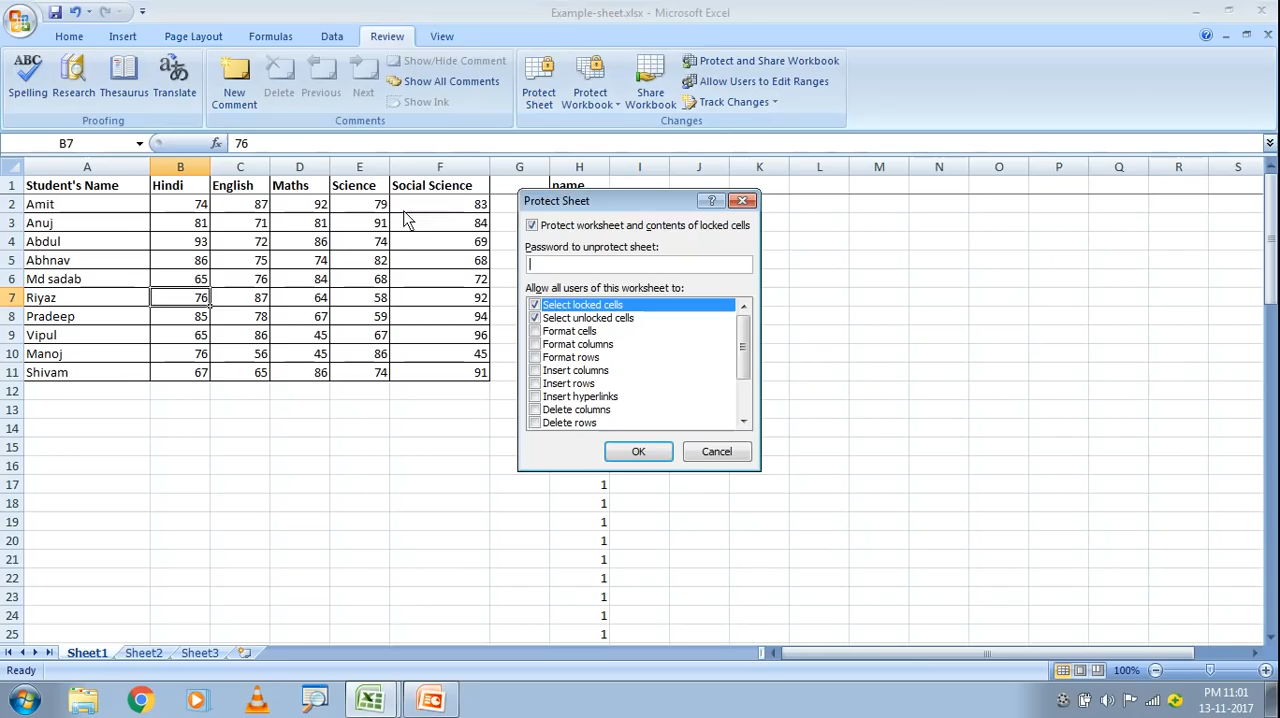 Example-sheet.xlsx - Microsoft Excel
Home Insert Page Layout Formulas Data Review View
ABC
Spelling Research Thesaurus Translate
Proofing
New Comment Delete Previous Next
Show/Hide Comment
Show All Comments
Show Ink
Comments
Protect Sheet Protect Workbook Share Workbook
Protect and Share Workbook
Allow Users to Edit Ranges
Track Changes
Changes
B7 fx 76
A B C D E F G H I J K L M N O P Q R S
1 Student's Name Hindi English Maths Science Social Science name
2 Amit 74 87 92 79 83
3 Anuj 81 71 81 91 84
4 Abdul 93 72 86 74 69
5 Abhnav 86 75 74 82 68
6 Md sadab 65 76 84 68 72
7 Riyaz 76 87 64 58 92
8 Pradeep 85 78 67 59 94
9 Vipul 65 86 45 67 96
10 Manoj 76 56 45 86 45
11 Shivam 67 65 86 74 91
12
13
14
15
16
17 1
18 1
19 1
20 1
21 1
22 1
23 1
24 1
25 1
Protect Sheet
Protect worksheet and contents of locked cells
Password to unprotect sheet:
Allow all users of this worksheet to:
Select locked cells
Select unlocked cells
Format cells
Format columns
Format rows
Insert columns
Insert rows
Insert hyperlinks
Delete columns
Delete rows
OK Cancel
Sheet1 Sheet2 Sheet3
Ready 100%
PM 11:01
13-11-2017